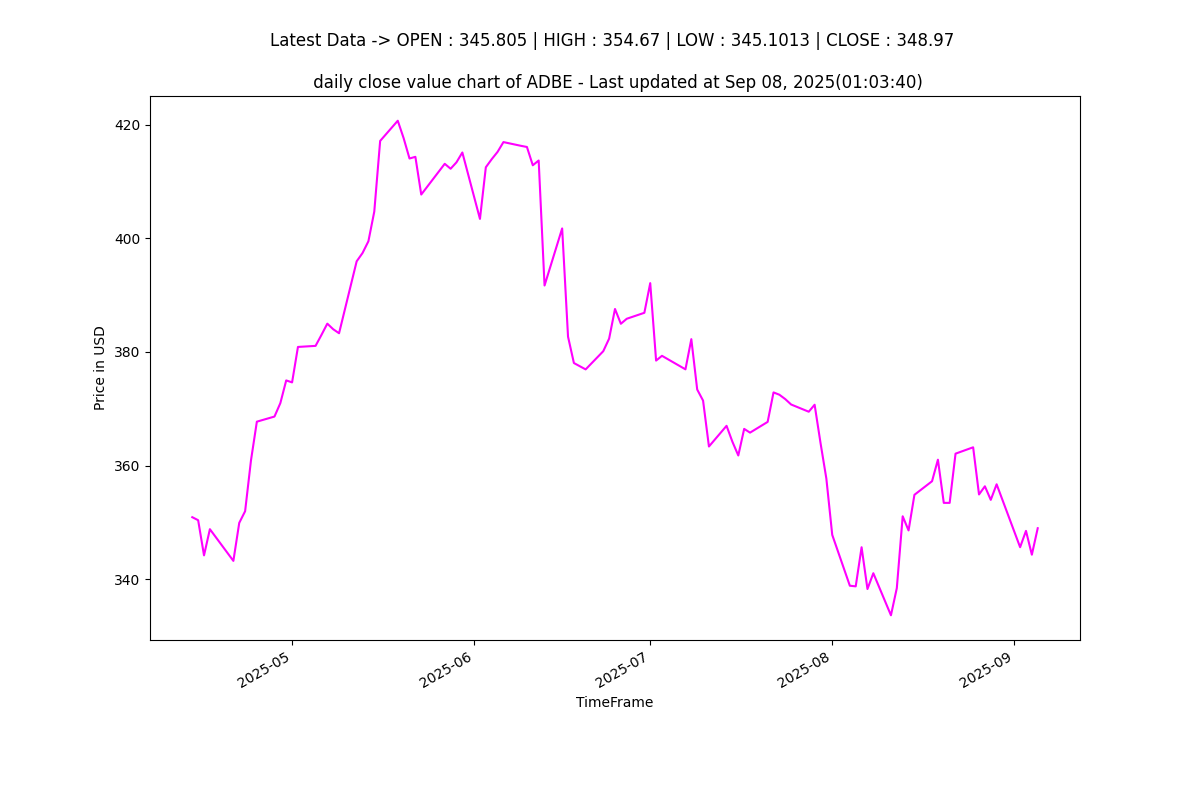 Latest Data -> OPEN : 345.805 | HIGH : 354.67 | LOW : 345.1013 | CLOSE : 348.97
daily close value chart of ADBE - Last updated at Sep 08, 2025(01:03:40)
420
400
380
360
340
Price in USD
2025-05
2025-06
2025-07
2025-08
2025-09
TimeFrame